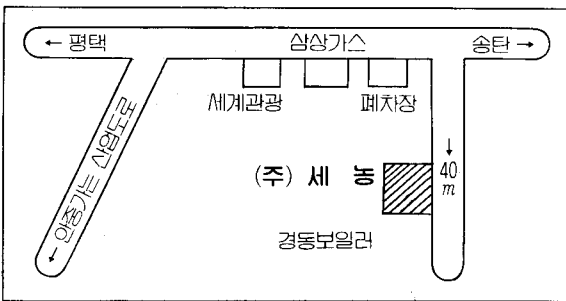 ← 평택
삼상가스
송탄 →
세계관광
폐차장
← 안중가는 산업도로
↓
40
m
(주) 세 농
경동보일러